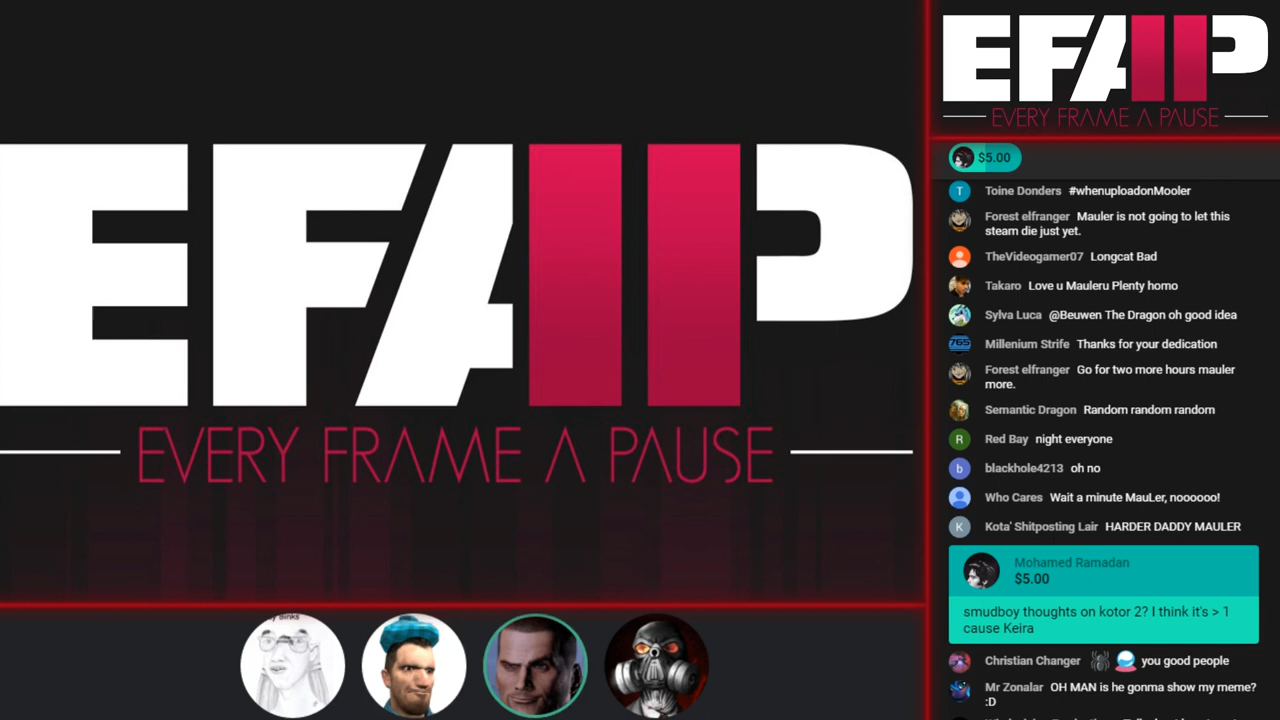 EFAP
EVERY FRAME A PAUSE
EFAP
EVERY FRAME A PAUSE
$5.00
T Toine Donders #whenuploadonMooler
Forest elfranger Mauler is not going to let this
steam die just yet.
TheVideogamer07 Longcat Bad
Takaro Love u Mauleru Plenty homo
Sylva Luca @Beuwen The Dragon oh good idea
765 Millenium Strife Thanks for your dedication
Forest elfranger Go for two more hours mauler
more.
Semantic Dragon Random random random
R Red Bay night everyone
b blackhole4213 oh no
Who Cares Wait a minute MauLer, noooooo!
K Kota' Shitposting Lair HARDER DADDY MAULER
Mohamed Ramadan
$5.00
smudboy thoughts on kotor 2? I think it's > 1
cause Keira
Christian Changer 🕷🔮 you good people
Mr Zonalar OH MAN is he gonma show my meme?
:D